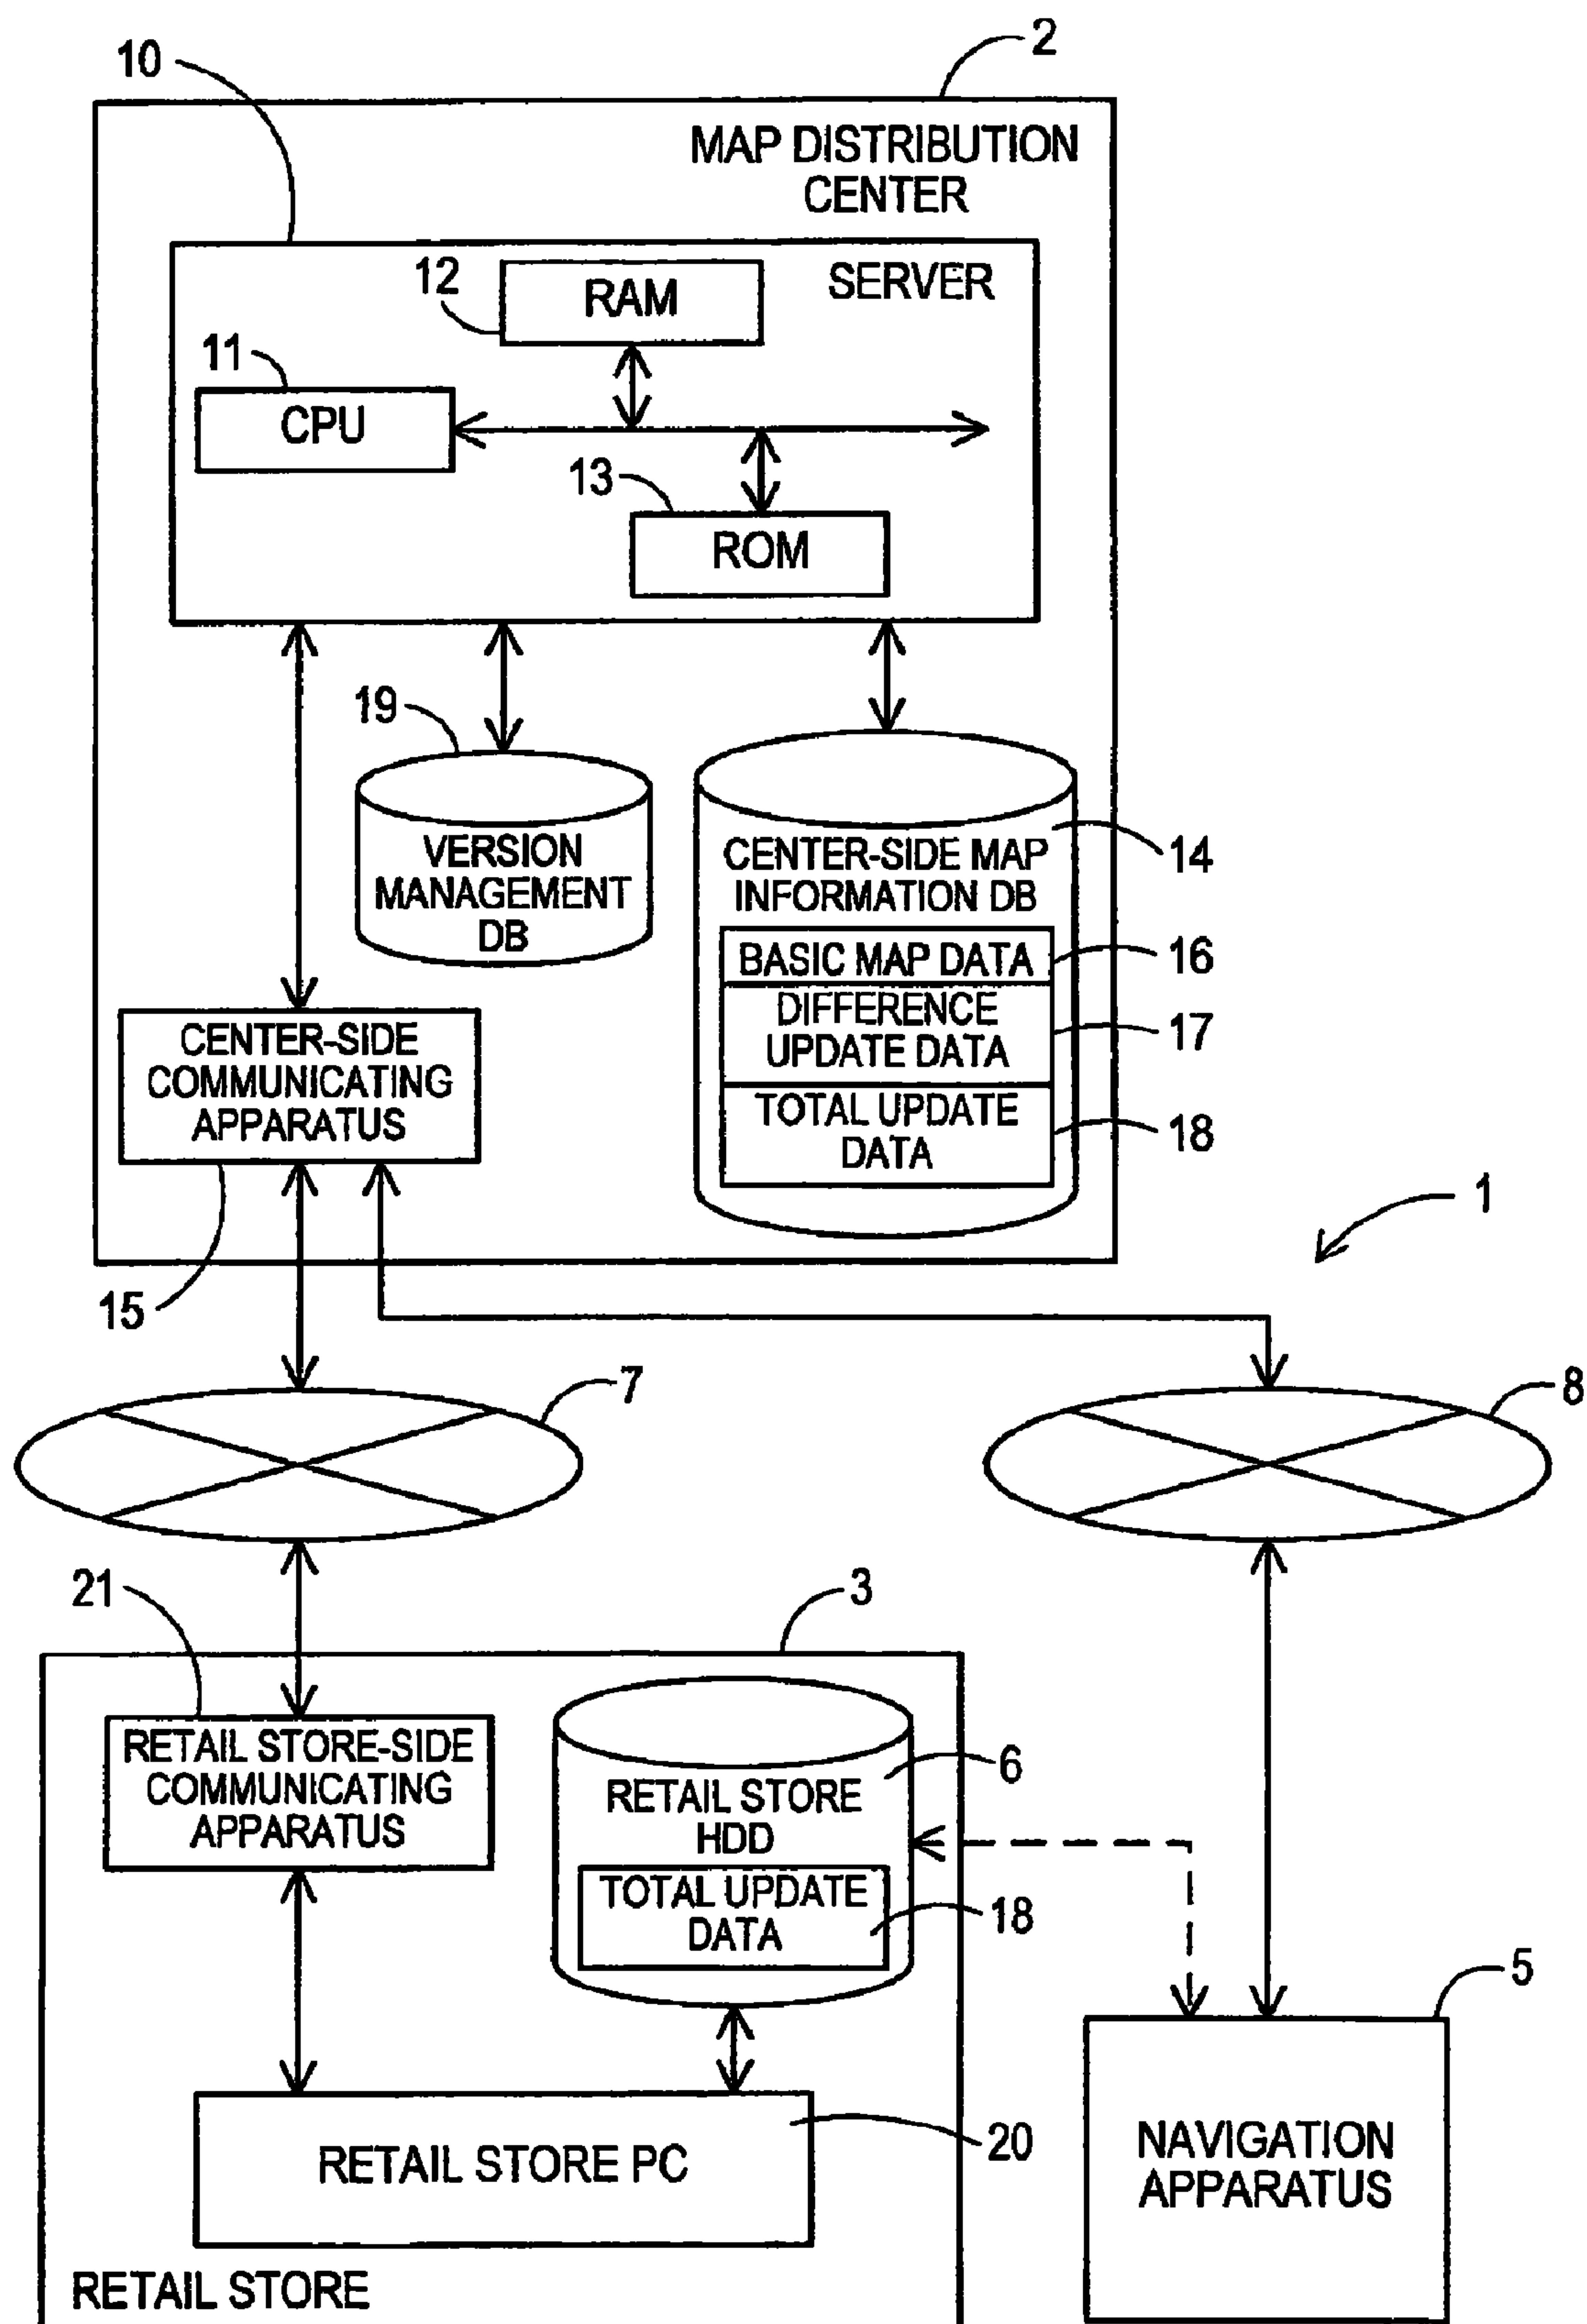 2
10
MAP DISTRIBUTION
CENTER
SERVER
12
RAM
11
CPU
13
ROM
19
VERSION
MANAGEMENT
DB
CENTER-SIDE MAP
INFORMATION DB
14
BASIC MAP DATA
16
DIFFERENCE
UPDATE DATA
17
TOTAL UPDATE
DATA
18
CENTER-SIDE
COMMUNICATING
APPARATUS
15
1
7
8
21
3
RETAIL STORE-SIDE
COMMUNICATING
APPARATUS
6
RETAIL STORE
HDD
TOTAL UPDATE
DATA
18
5
RETAIL STORE PC
20
NAVIGATION
APPARATUS
RETAIL STORE